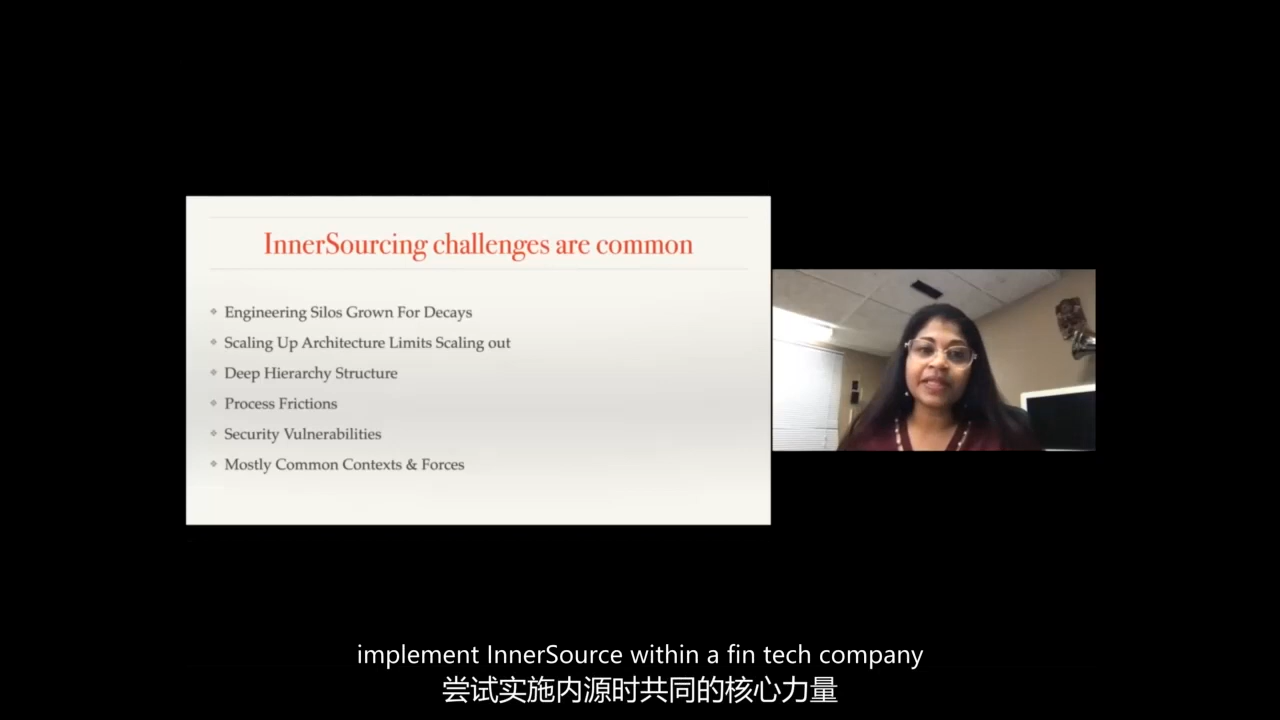 InnerSourcing challenges are common
Engineering Silos Grown For Decays
Scaling Up Architecture Limits Scaling out
Deep Hierarchy Structure
Process Frictions
Security Vulnerabilities
Mostly Common Contexts & Forces
implement InnerSource within a fin tech company
尝试实施内源时共同的核心力量